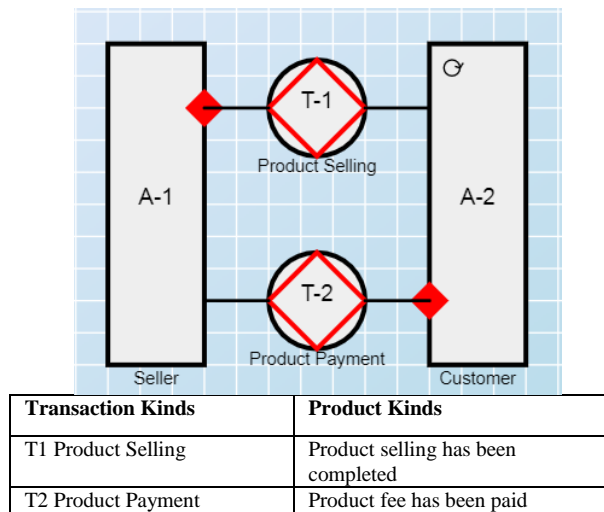 T-1
Product Selling
A-1
A-2
T-2
Product Payment
Seller
Customer
Transaction Kinds
Product Kinds
T1 Product Selling
Product selling has been
completed
T2 Product Payment
Product fee has been paid